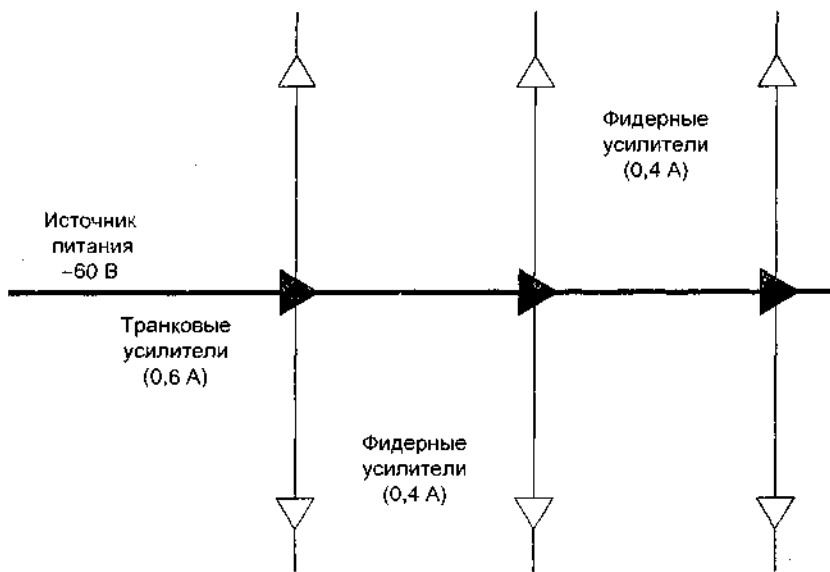 Фидерные
усилители
(0,4 А)
Источник
питания
~60 В
Транковые
усилители
(0,6 А)
Фидерные
усилители
(0,4 А)